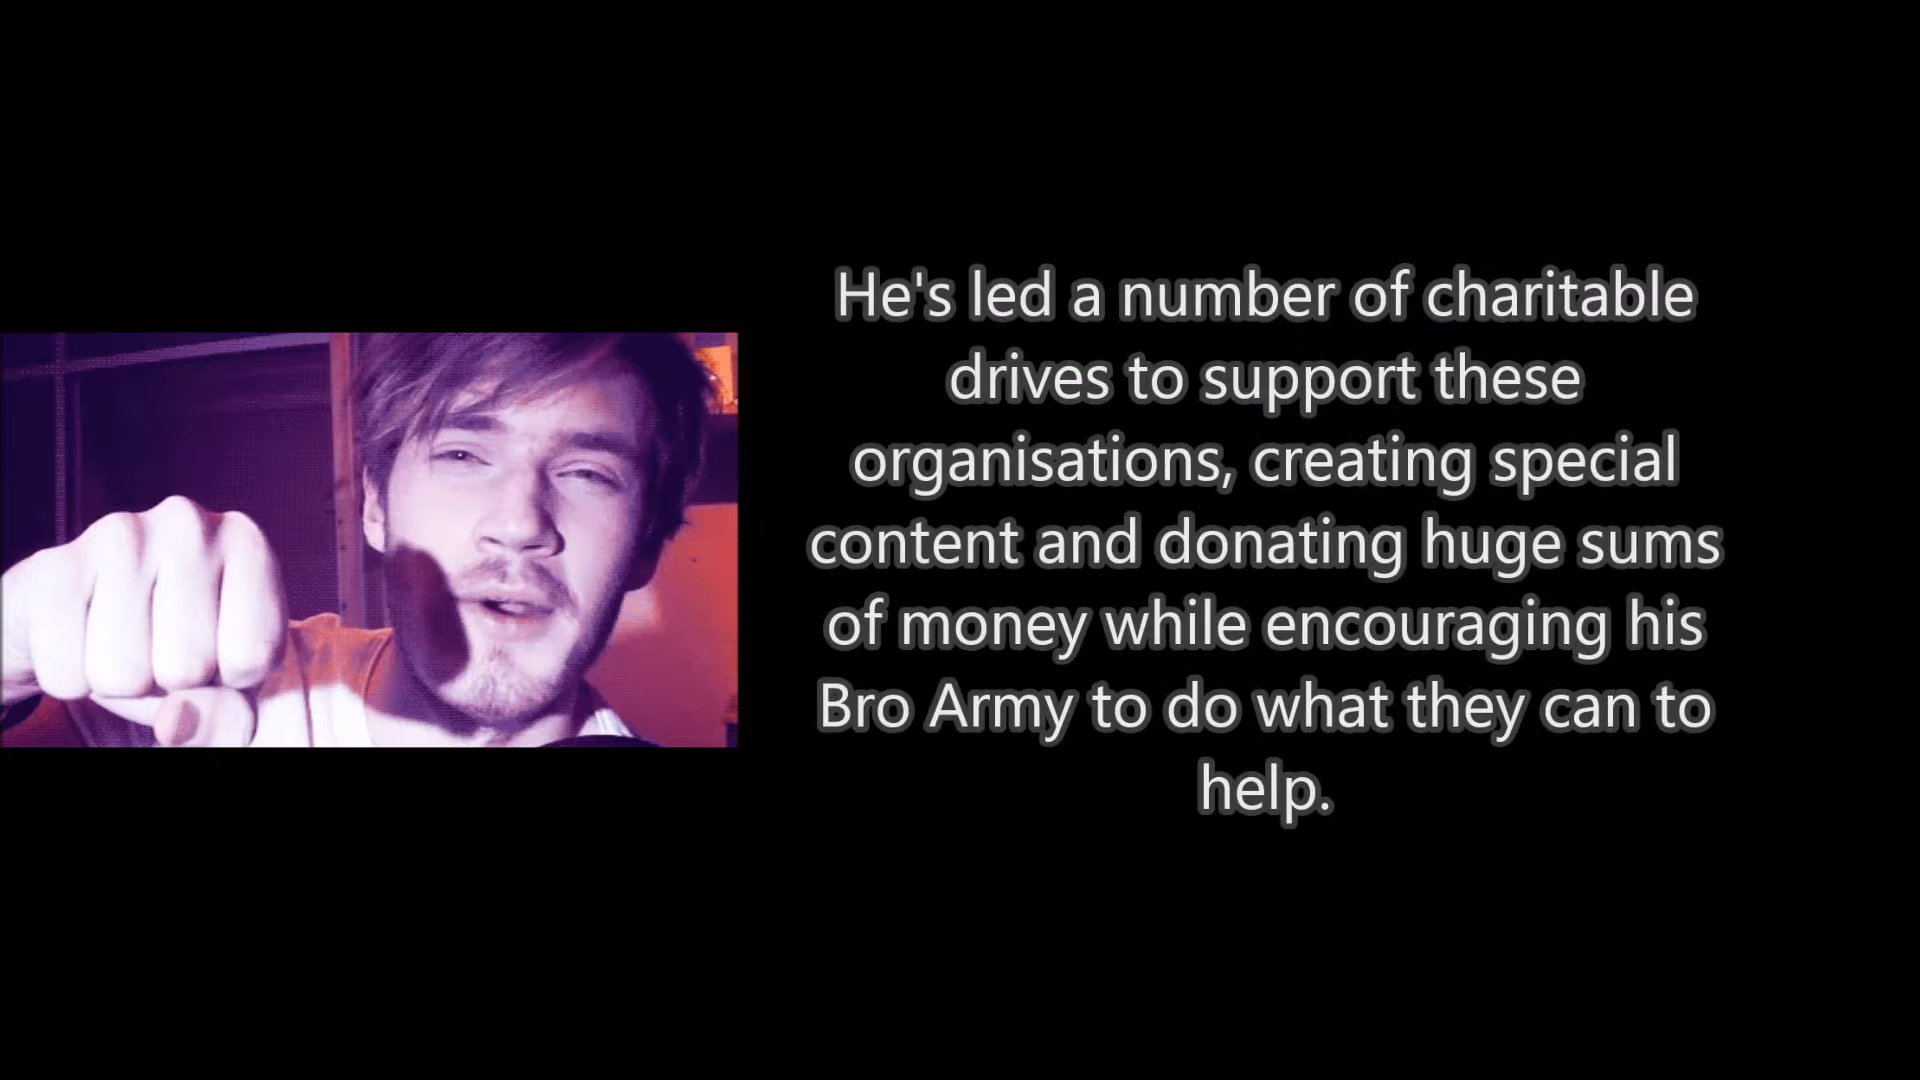 He's led a number of charitable
drives to support these
organisations, creating special
content and donating huge sums
of money while encouraging his
Bro Army to do what they can to
help.